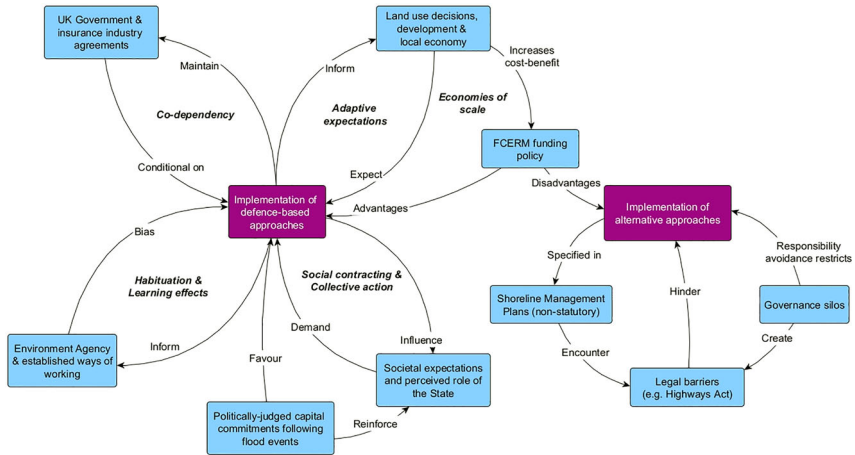 UK Government &
insurance industry
agreements
Land use decisions,
development &
local economy
Increases
cost-benefit
Maintain
Inform
Co-dependency
Adaptive
expectations
Economies of
scale
FCERM funding
policy
Conditional on
Expect
Disadvantages
Implementation of
defence-based
approaches
Advantages
Implementation of
alternative approaches
Bias
Specified in
Responsibility
avoidance restricts
Habituation &
Learning effects
Social contracting &
Collective action
Shoreline Management
Plans (non-statutory)
Hinder
Governance silos
Demand
Influence
Environment Agency
& established ways of
working
Inform
Favour
Encounter
Create
Societal expectations
and perceived role of
the State
Legal barriers
(e.g. Highways Act)
Politically-judged capital
commitments following
flood events
Reinforce